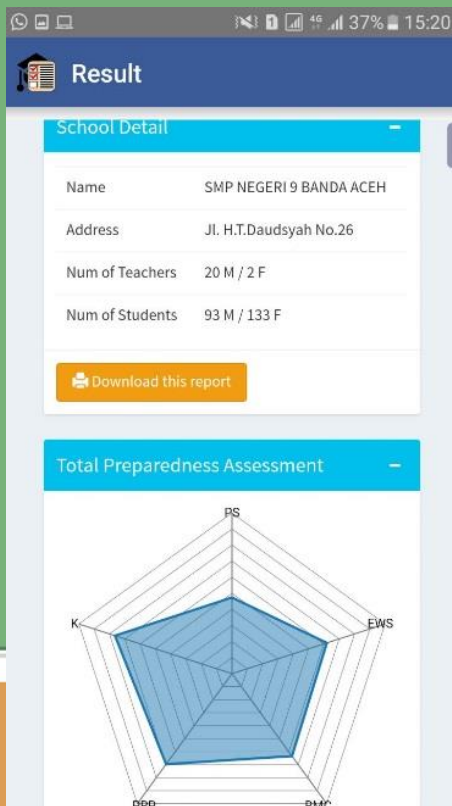 4G 37% 15:20
Result
School Detail
Name SMP NEGERI 9 BANDA ACEH
Address Jl. H.T.Daudsyah No.26
Num of Teachers 20 M / 2 F
Num of Students 93 M / 133 F
Download this report
Total Preparedness Assessment
PS
K EWS